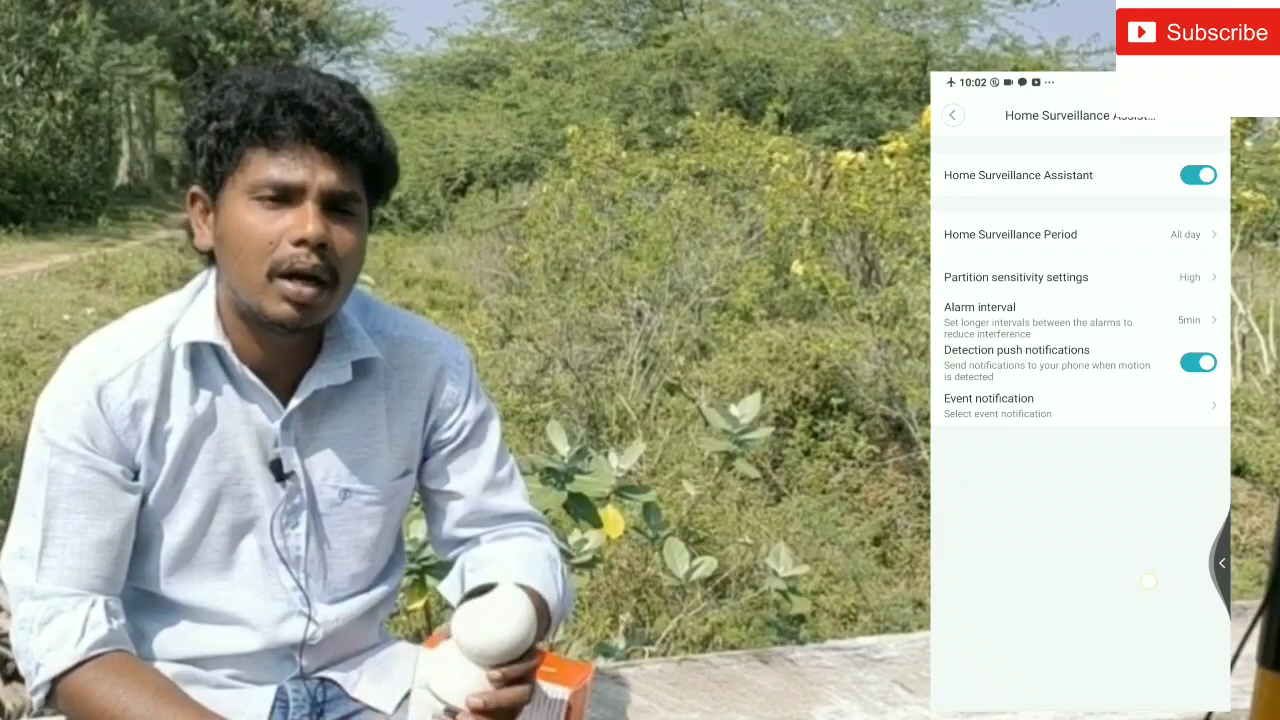 Subscribe
10:02
Home Surveillance Assist...
Home Surveillance Assistant
Home Surveillance Period
All day
Partition sensitivity settings
High
Alarm interval
Set longer intervals between the alarms to
reduce interference
5min
Detection push notifications
Send notifications to your phone when motion
is detected
Event notification
Select event notification